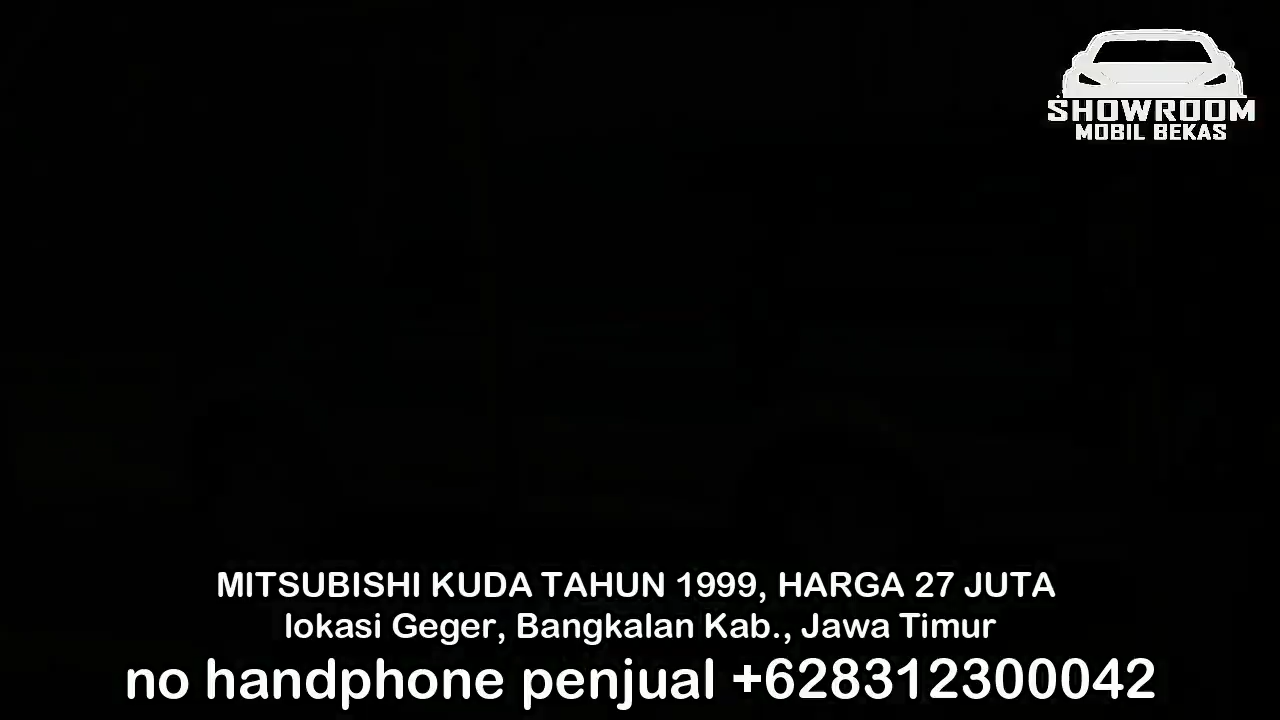 SHOWROOM
MOBIL BEKAS
MITSUBISHI KUDA TAHUN 1999, HARGA 27 JUTA
lokasi Geger, Bangkalan Kab., Jawa Timur
no handphone penjual +628312300042